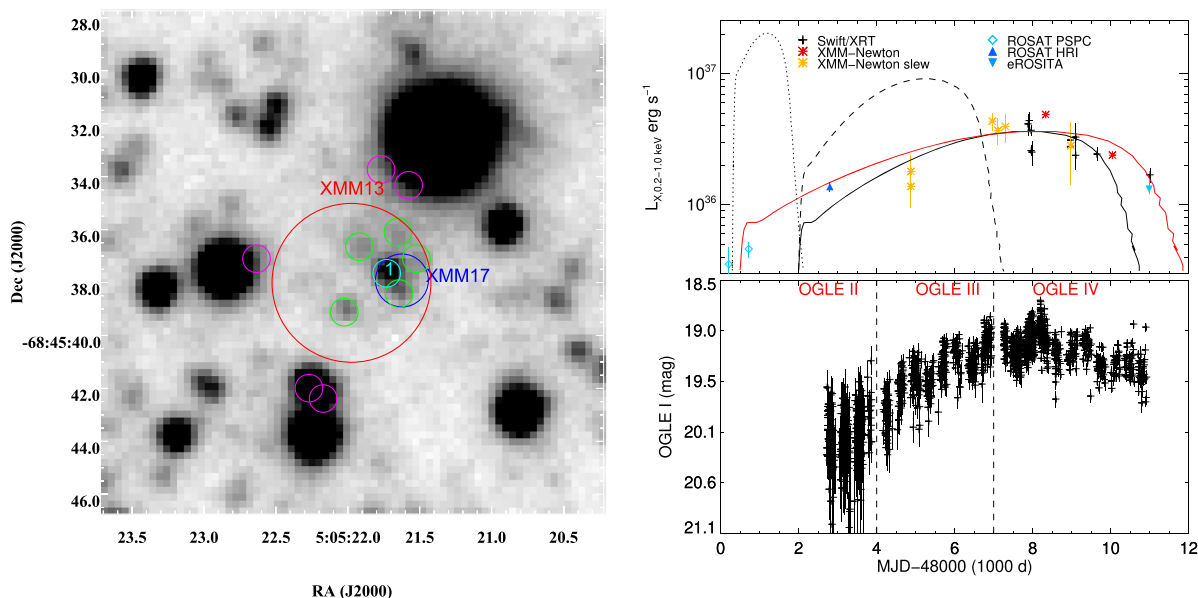 28.0
30.0
32.0
34.0
36.0
38.0
-68:45:40.0
42.0
44.0
46.0
Dec (J2000)
XMM13
1
XMM17
23.5 23.0 22.5 5:05:22.0 21.5 21.0 20.5
RA (J2000)
Swift/XRT
XMM-Newton
XMM-Newton slew
ROSAT PSPC
ROSAT HRI
eROSITA
10^37
10^36
L_X,0.2−1.0 keV erg s^−1
OGLE II OGLE III OGLE IV
18.5
19.0
19.5
20.1
20.6
21.1
OGLE I (mag)
0 2 4 6 8 10 12
MJD−48000 (1000 d)